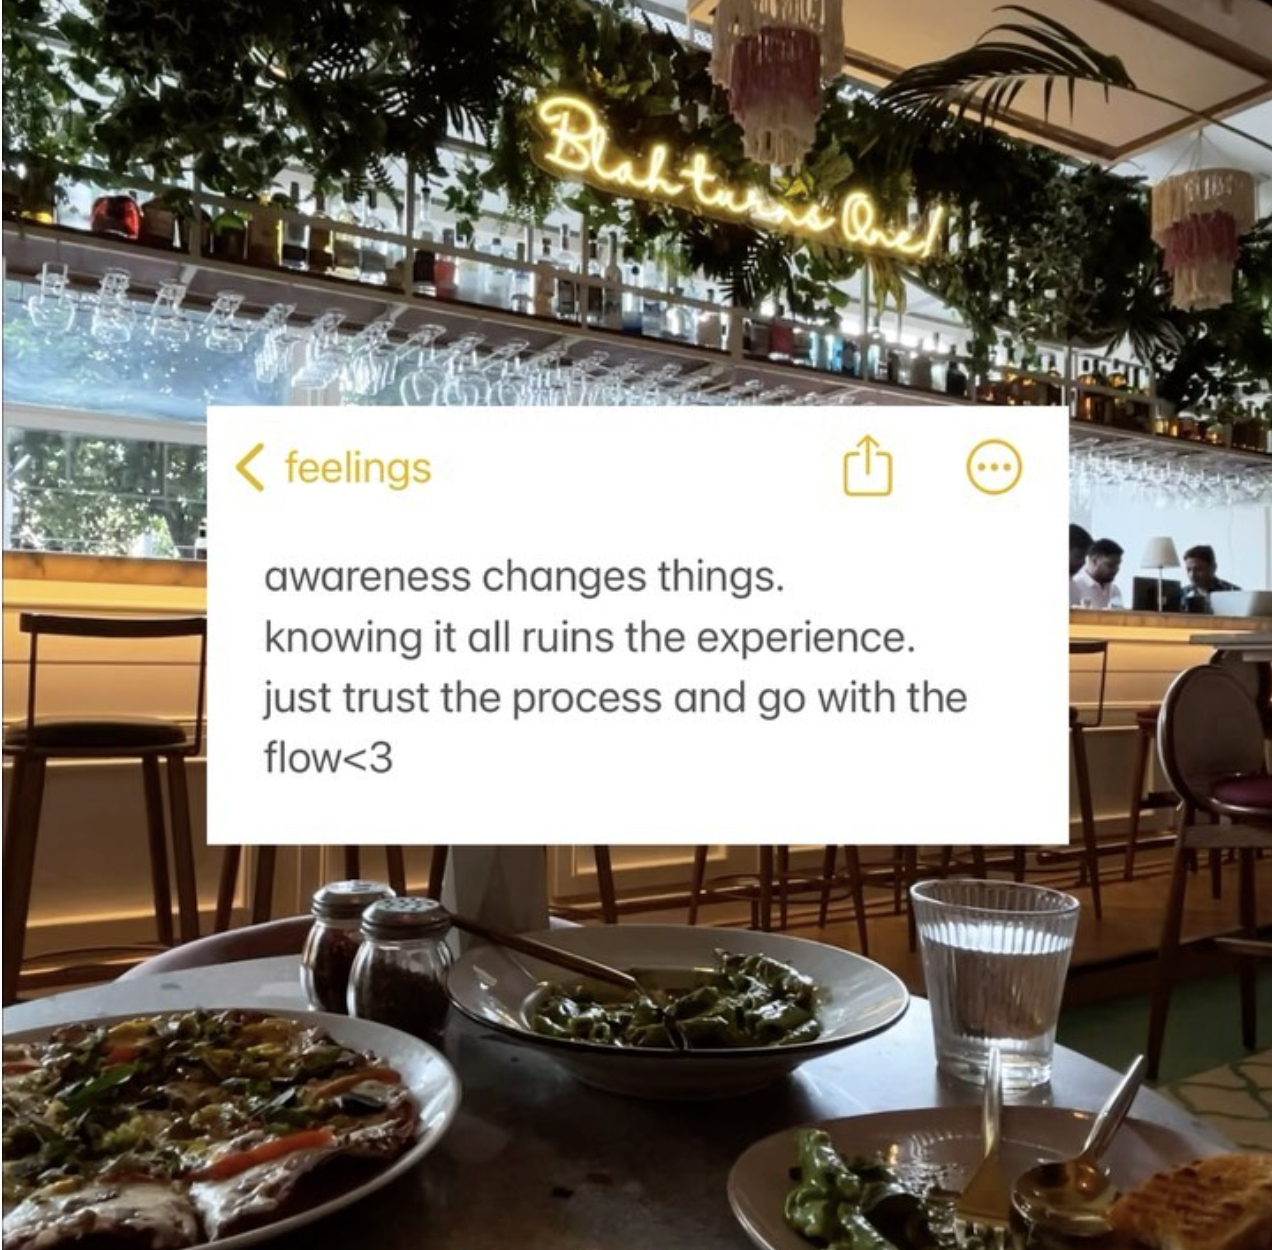 Blah turns One!
feelings
awareness changes things.
knowing it all ruins the experience.
just trust the process and go with the
flow<3